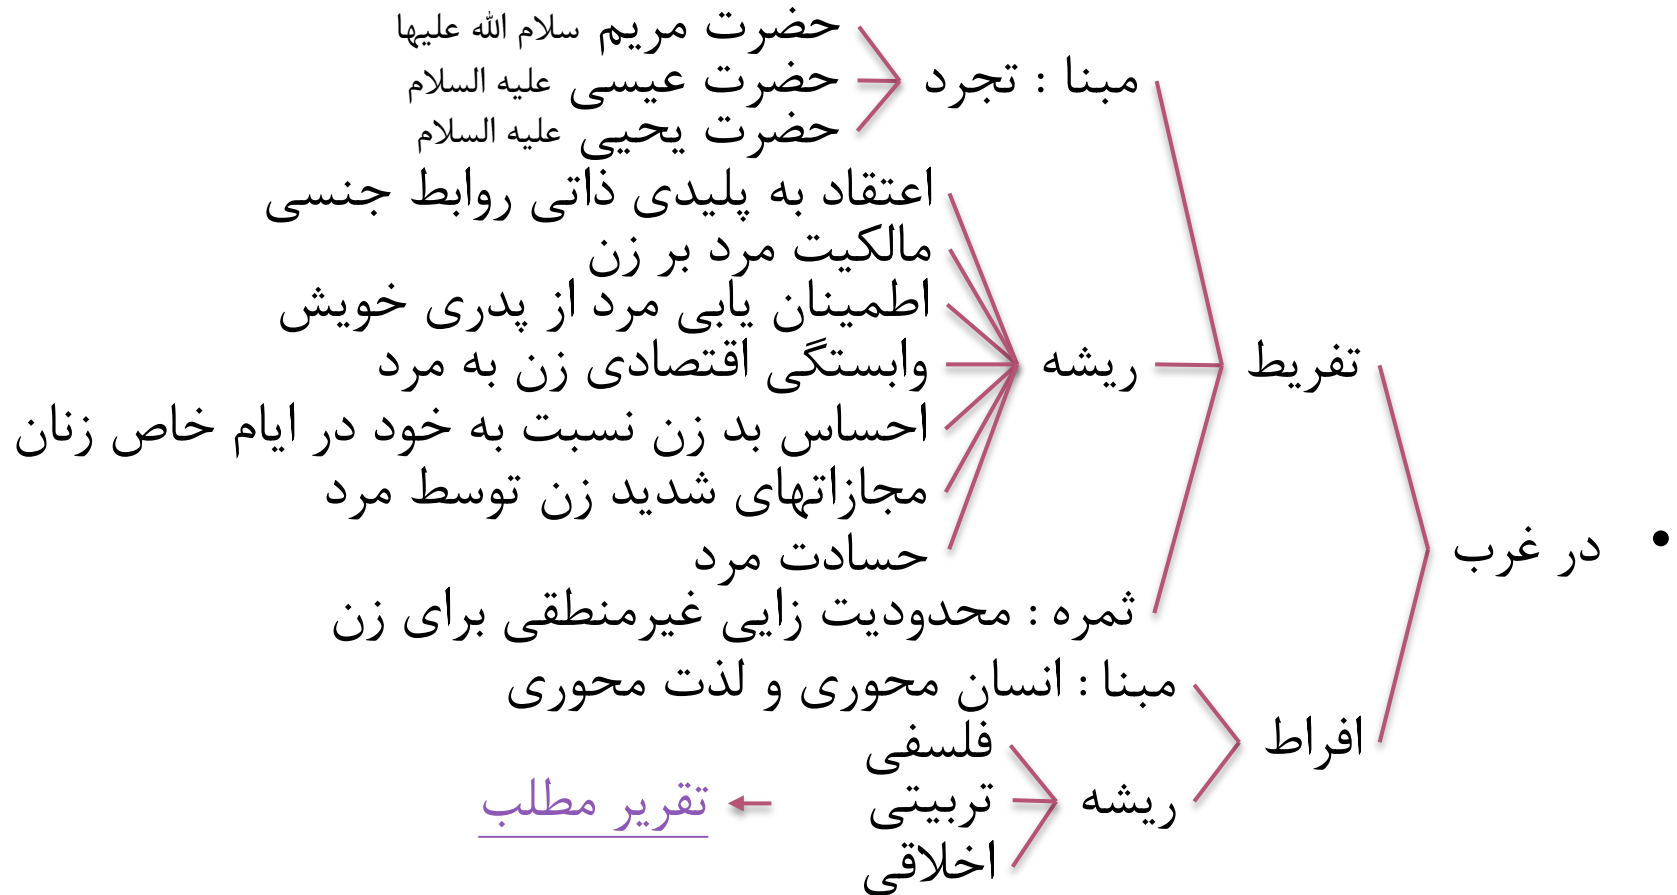 حضرت مریم سلام الله علیها
مبنا : تجرد
حضرت عیسی علیه السلام
حضرت یحیی علیه السلام
اعتقاد به پلیدی ذاتی روابط جنسی
مالکیت مرد بر زن
اطمینان یابی مرد از پدری خویش
تفریط
ریشه
وابستگی اقتصادی زن به مرد
احساس بد زن نسبت به خود در ایام خاص زنان
مجازاتهای شدید زن توسط مرد
• در غرب
حسادت مرد
ثمره : محدودیت زایی غیرمنطقی برای زن
مبنا : انسان محوری و لذت محوری
افراط
فلسفی
ریشه
تربیتی
تقریر مطلب
اخلاقی